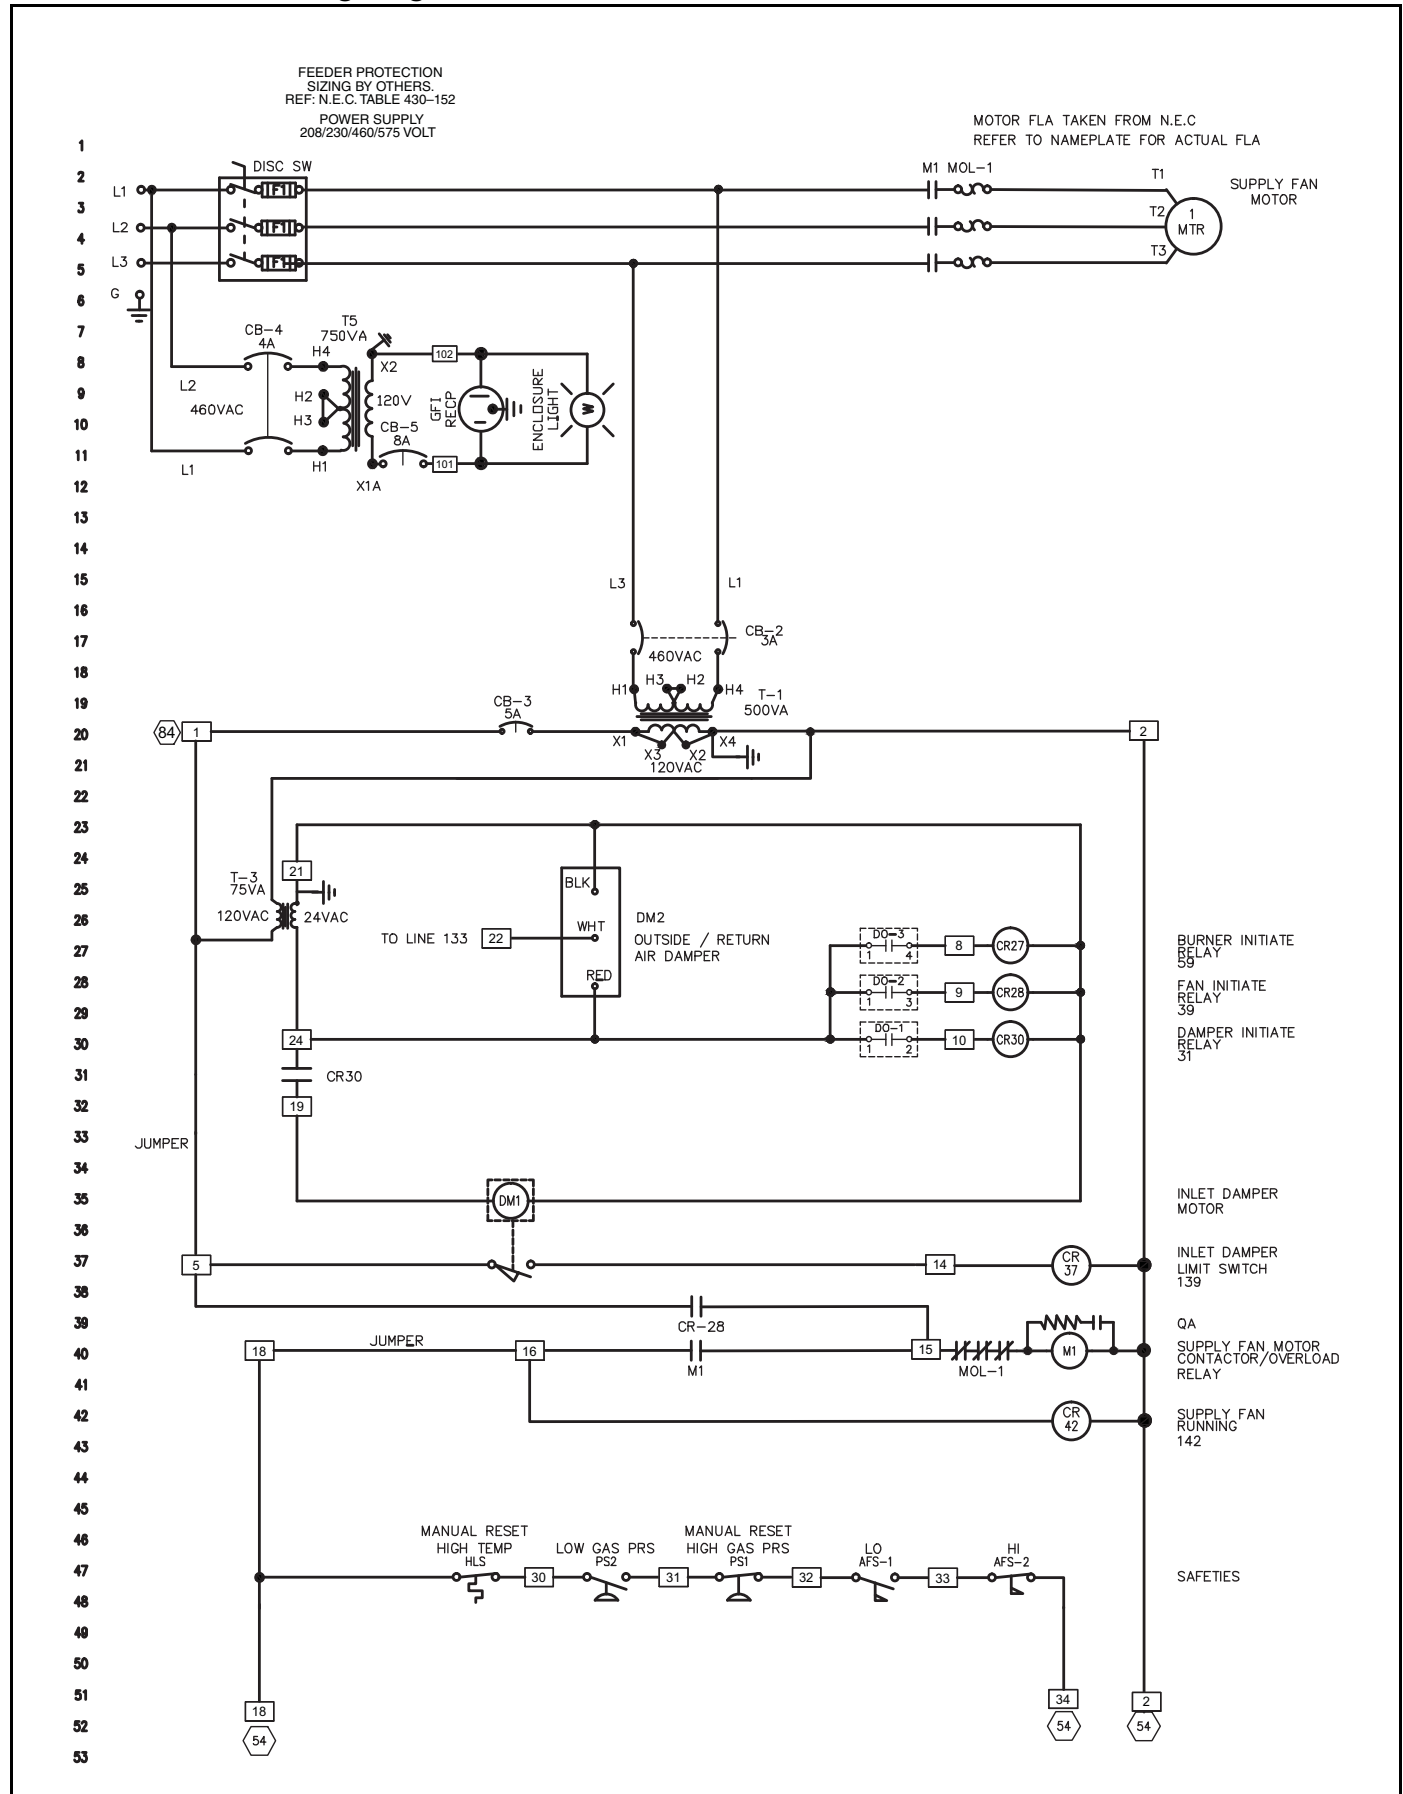 FEEDER PROTECTION
SIZING BY OTHERS.
REF: N.E.C. TABLE 430–152
POWER SUPPLY
208/230/460/575 VOLT
MOTOR FLA TAKEN FROM N.E.C
REFER TO NAMEPLATE FOR ACTUAL FLA
1
DISC SW
M1 MOL-1
T1
2
L1
F1
SUPPLY FAN
MOTOR
3
T2
1
MTR
L2
F1
4
T3
5
L3
F1
6
G
7
CB-4
4A
T5
750VA
H4
8
X2
102
L2
9
460VAC
H2
120V
GFI
RECP
ENCLOSURE
LIGHT
W
10
H3
CB-5
8A
11
L1
H1
101
12
X1A
13
14
15
L3
L1
16
17
CB-2
3A
460VAC
18
H1
H3
H2
H4
T-1
500VA
19
CB-3
5A
20
84
1
X1
X4
2
21
X3
X2
120VAC
22
23
24
21
T-3
75VA
25
BLK
26
120VAC
24VAC
WHT
DM2
27
TO LINE 133
22
OUTSIDE / RETURN
AIR DAMPER
DO-3
1
4
8
CR27
BURNER INITIATE
RELAY
59
28
RED
DO-2
1
3
9
CR28
FAN INITIATE
RELAY
39
29
30
24
DO-1
1
2
10
CR30
DAMPER INITIATE
RELAY
31
31
CR30
32
19
33
JUMPER
34
35
DM1
INLET DAMPER
MOTOR
36
37
5
14
CR
37
INLET DAMPER
LIMIT SWITCH
139
38
39
CR-28
QA
40
18
JUMPER
16
M1
15
MOL-1
M1
SUPPLY FAN MOTOR
CONTACTOR/OVERLOAD
RELAY
41
42
CR
42
SUPPLY FAN
RUNNING
142
43
44
45
46
MANUAL RESET
HIGH TEMP
HLS
LOW GAS PRS
PS2
MANUAL RESET
HIGH GAS PRS
PS1
LO
AFS-1
HI
AFS-2
47
30
31
32
33
SAFETIES
48
49
50
51
18
34
2
52
54
54
54
53